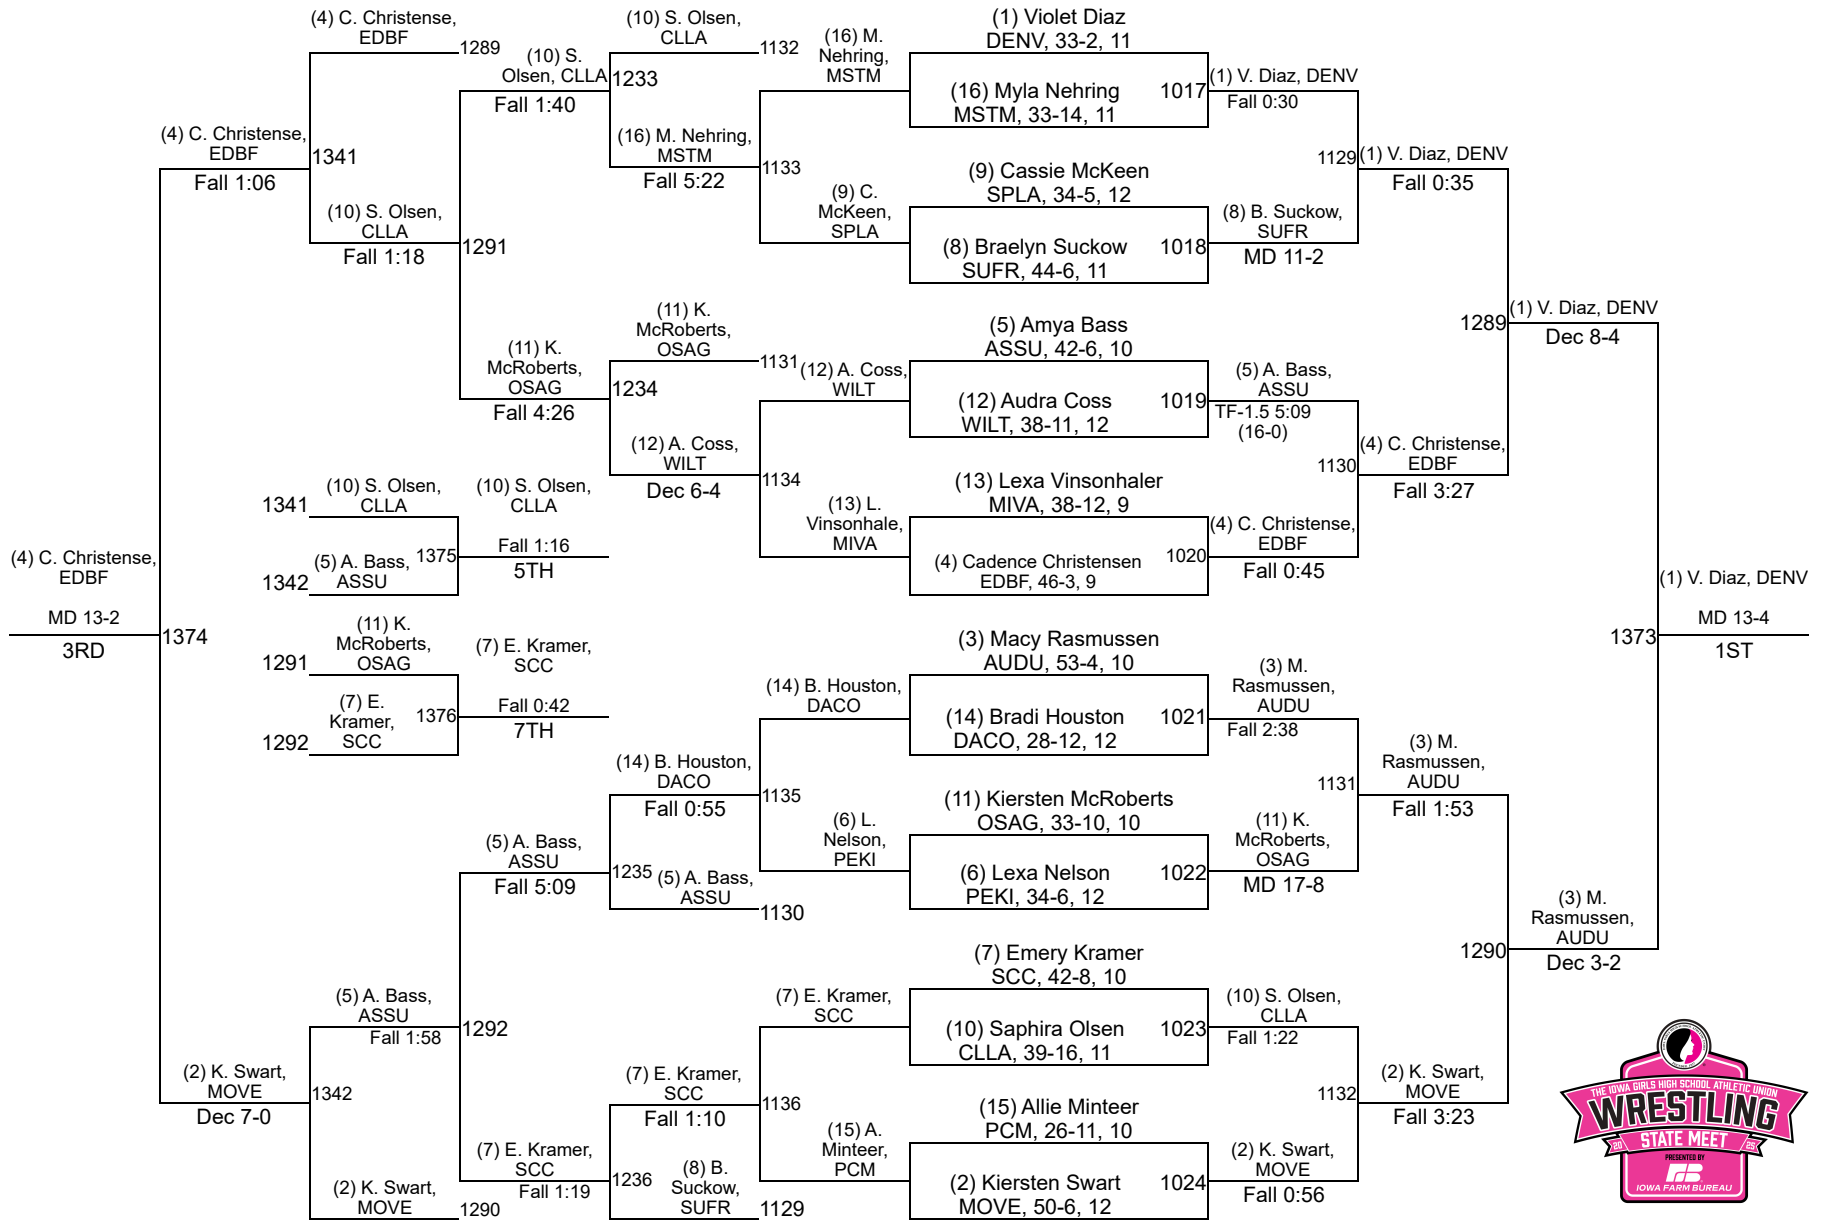 (4) C. Christense,
EDBF
1289
(10) S. Olsen,
CLLA
1132
(10) S.
Olsen, CLLA
1233
Fall 1:40
(16) M. Nehring,
MSTM
Fall 5:22
1133
(16) M.
Nehring,
MSTM
(9) C.
McKeen,
SPLA
(1) Violet Diaz
DENV, 33-2, 11
(16) Myla Nehring
MSTM, 33-14, 11
1017
(1) V. Diaz, DENV
Fall 0:30
(9) Cassie McKeen
SPLA, 34-5, 12
(8) Braelyn Suckow
SUFR, 44-6, 11
1018
(8) B. Suckow,
SUFR
MD 11-2
1129
(1) V. Diaz, DENV
Fall 0:35
(4) C. Christense,
EDBF
Fall 1:06
1341
(10) S. Olsen,
CLLA
Fall 1:18
1291
(11) K.
McRoberts,
OSAG
Fall 4:26
1234
(11) K.
McRoberts,
OSAG
1131
(12) A. Coss,
WILT
Dec 6-4
1134
(12) A. Coss,
WILT
(13) L.
Vinsonhale,
MIVA
(5) Amya Bass
ASSU, 42-6, 10
(12) Audra Coss
WILT, 38-11, 12
1019
(5) A. Bass,
ASSU
TF-1.5 5:09
(16-0)
(13) Lexa Vinsonhaler
MIVA, 38-12, 9
(4) Cadence Christensen
EDBF, 46-3, 9
1020
(4) C. Christense,
EDBF
Fall 0:45
1130
(4) C. Christense,
EDBF
Fall 3:27
1289
(1) V. Diaz, DENV
Dec 8-4
1341
(10) S. Olsen,
CLLA
1342
(5) A. Bass,
ASSU
1375
(10) S. Olsen,
CLLA
Fall 1:16
5TH
(4) C. Christense,
EDBF
MD 13-2
3RD
1374
1291
(11) K.
McRoberts,
OSAG
1292
(7) E.
Kramer,
SCC
1376
(7) E. Kramer,
SCC
Fall 0:42
7TH
1373
(1) V. Diaz, DENV
MD 13-4
1ST
(3) Macy Rasmussen
AUDU, 53-4, 10
(14) Bradi Houston
DACO, 28-12, 12
1021
(3) M.
Rasmussen,
AUDU
Fall 2:38
(14) B. Houston,
DACO
(14) B. Houston,
DACO
Fall 0:55
1135
(6) L.
Nelson,
PEKI
(11) Kiersten McRoberts
OSAG, 33-10, 10
(6) Lexa Nelson
PEKI, 34-6, 12
1022
(11) K.
McRoberts,
OSAG
MD 17-8
1131
(3) M.
Rasmussen,
AUDU
Fall 1:53
(5) A. Bass,
ASSU
Fall 5:09
1235
(5) A. Bass,
ASSU
1130
1290
(3) M.
Rasmussen,
AUDU
Dec 3-2
(5) A. Bass,
ASSU
Fall 1:58
1292
(7) E. Kramer,
SCC
(7) Emery Kramer
SCC, 42-8, 10
(10) Saphira Olsen
CLLA, 39-16, 11
1023
(10) S. Olsen,
CLLA
Fall 1:22
(2) K. Swart,
MOVE
Dec 7-0
1342
(7) E. Kramer,
SCC
Fall 1:10
1136
(7) E. Kramer,
SCC
Fall 1:19
1236
(15) A.
Minteer,
PCM
(15) Allie Minteer
PCM, 26-11, 10
(2) Kiersten Swart
MOVE, 50-6, 12
1024
(2) K. Swart,
MOVE
Fall 0:56
1132
(2) K. Swart,
MOVE
Fall 3:23
(2) K. Swart,
MOVE
1290
(8) B.
Suckow,
SUFR
1129
THE IOWA GIRLS HIGH SCHOOL ATHLETIC UNION
WRESTLING
20 STATE MEET 25
PRESENTED BY
FB
IOWA FARM BUREAU